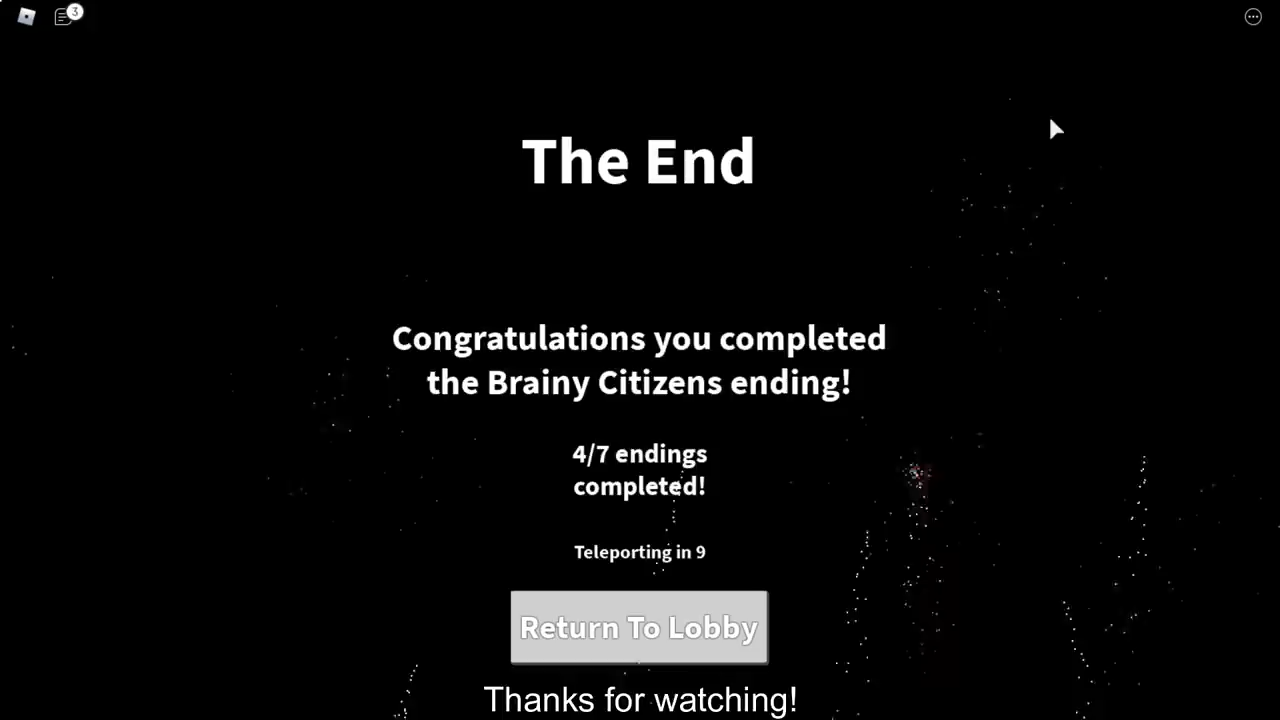 3
The End
Congratulations you completed
the Brainy Citizens ending!
4/7 endings
completed!
Teleporting in 9
Return To Lobby
Thanks for watching!